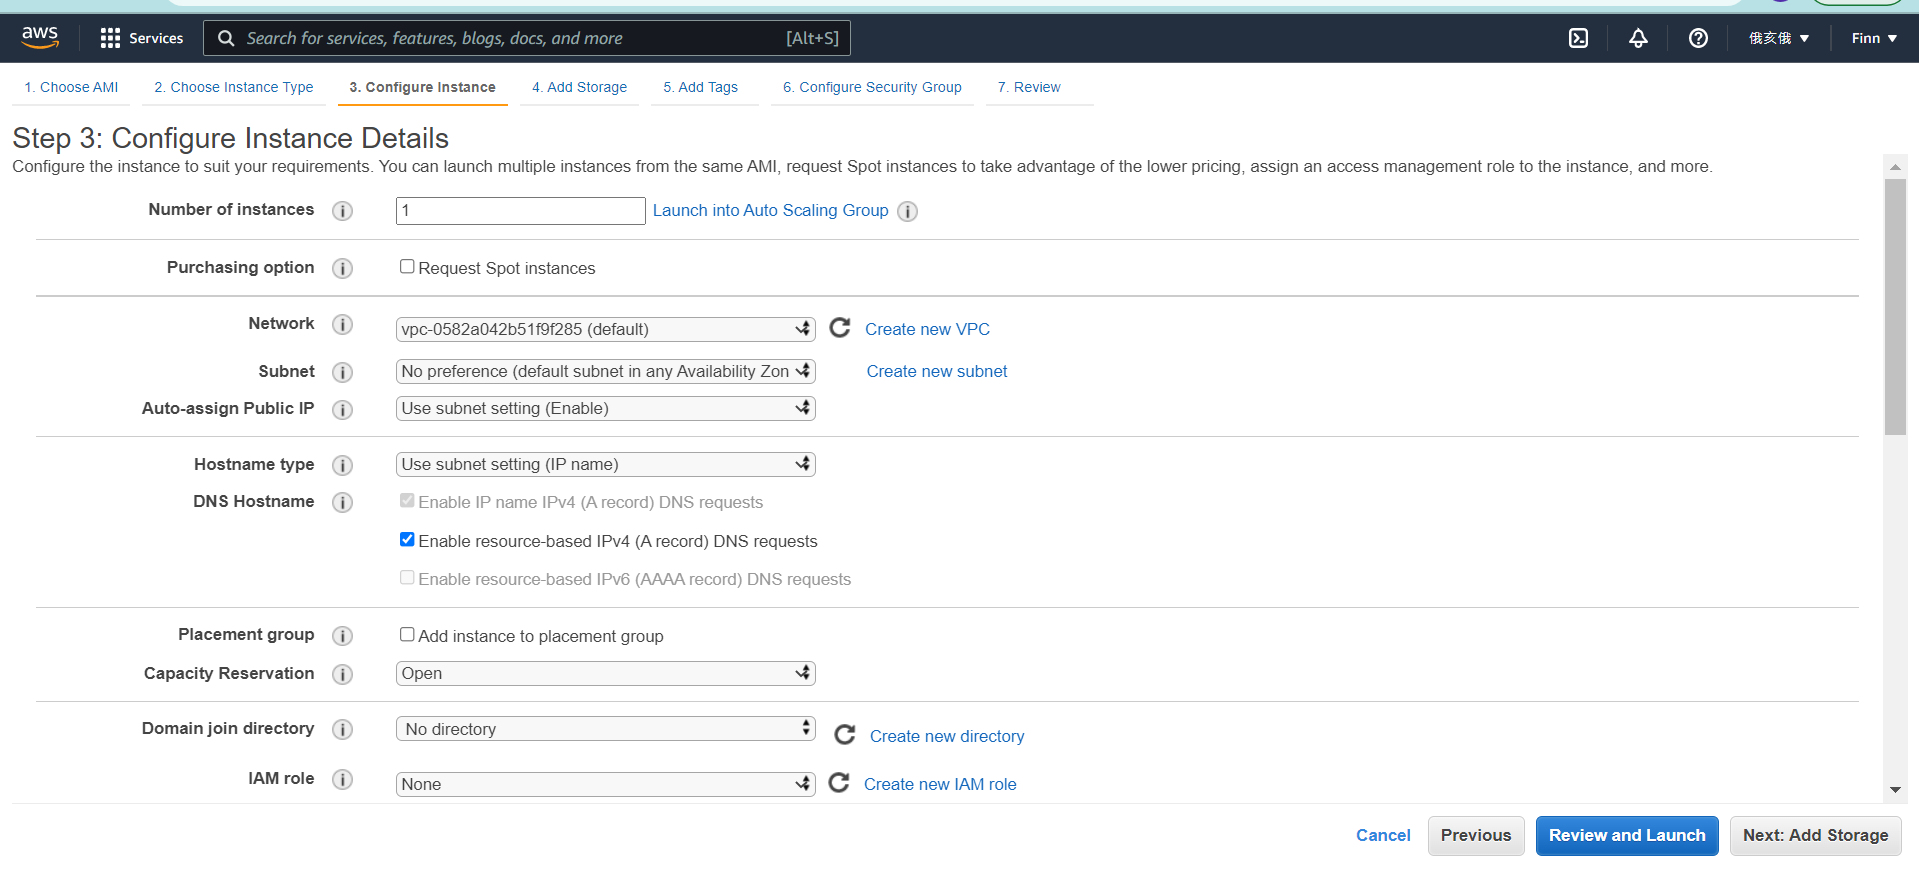 aws Services Search for services, features, blogs, docs, and more [Alt+S] 俄亥俄 Finn
1. Choose AMI 2. Choose Instance Type 3. Configure Instance 4. Add Storage 5. Add Tags 6. Configure Security Group 7. Review
Step 3: Configure Instance Details
Configure the instance to suit your requirements. You can launch multiple instances from the same AMI, request Spot instances to take advantage of the lower pricing, assign an access management role to the instance, and more.
Number of instances 1 Launch into Auto Scaling Group
Purchasing option Request Spot instances
Network vpc-0582a042b51f9f285 (default) Create new VPC
Subnet No preference (default subnet in any Availability Zon Create new subnet
Auto-assign Public IP Use subnet setting (Enable)
Hostname type Use subnet setting (IP name)
DNS Hostname Enable IP name IPv4 (A record) DNS requests
Enable resource-based IPv4 (A record) DNS requests
Enable resource-based IPv6 (AAAA record) DNS requests
Placement group Add instance to placement group
Capacity Reservation Open
Domain join directory No directory Create new directory
IAM role None Create new IAM role
Cancel Previous Review and Launch Next: Add Storage